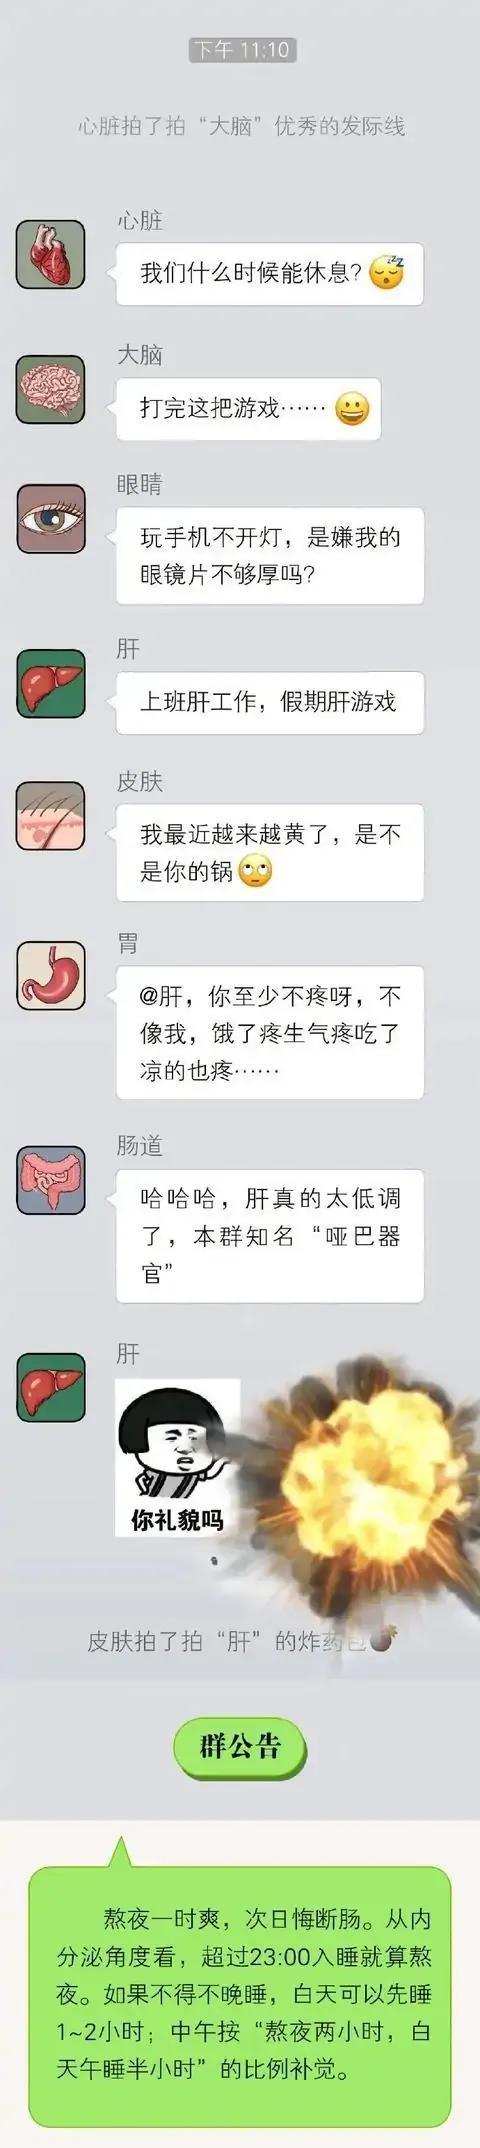 下午 11:10
心脏拍了拍“大脑”优秀的发际线
心脏
我们什么时候能休息?
大脑
打完这把游戏……
眼睛
玩手机不开灯，是嫌我的
眼镜片不够厚吗?
肝
上班肝工作，假期肝游戏
皮肤
我最近越来越黄了，是不
是你的锅
胃
@肝，你至少不疼呀，不
像我，饿了疼生气疼吃了
凉的也疼……
肠道
哈哈哈，肝真的太低调
了，本群知名“哑巴器
官”
肝
你礼貌吗
皮肤拍了拍“肝”的炸药包
群公告
熬夜一时爽，次日悔断肠。从内
分泌角度看，超过23:00入睡就算熬
夜。如果不得不晚睡，白天可以先睡
1~2小时；中午按“熬夜两小时，白
天午睡半小时”的比例补觉。